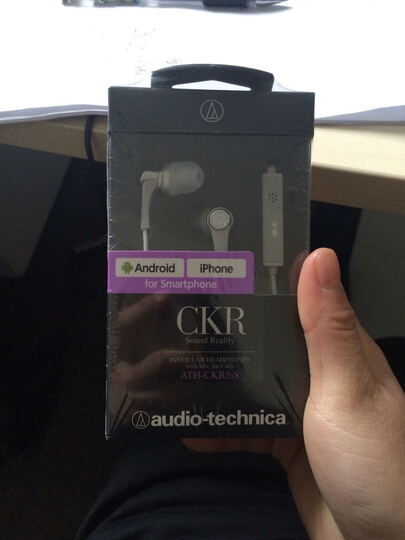 Android
iPhone
for Smartphone
CKR
Sound Reality
INNER EAR HEADPHONES
with Mic for Calls
ATH-CKR5iS
audio-technica